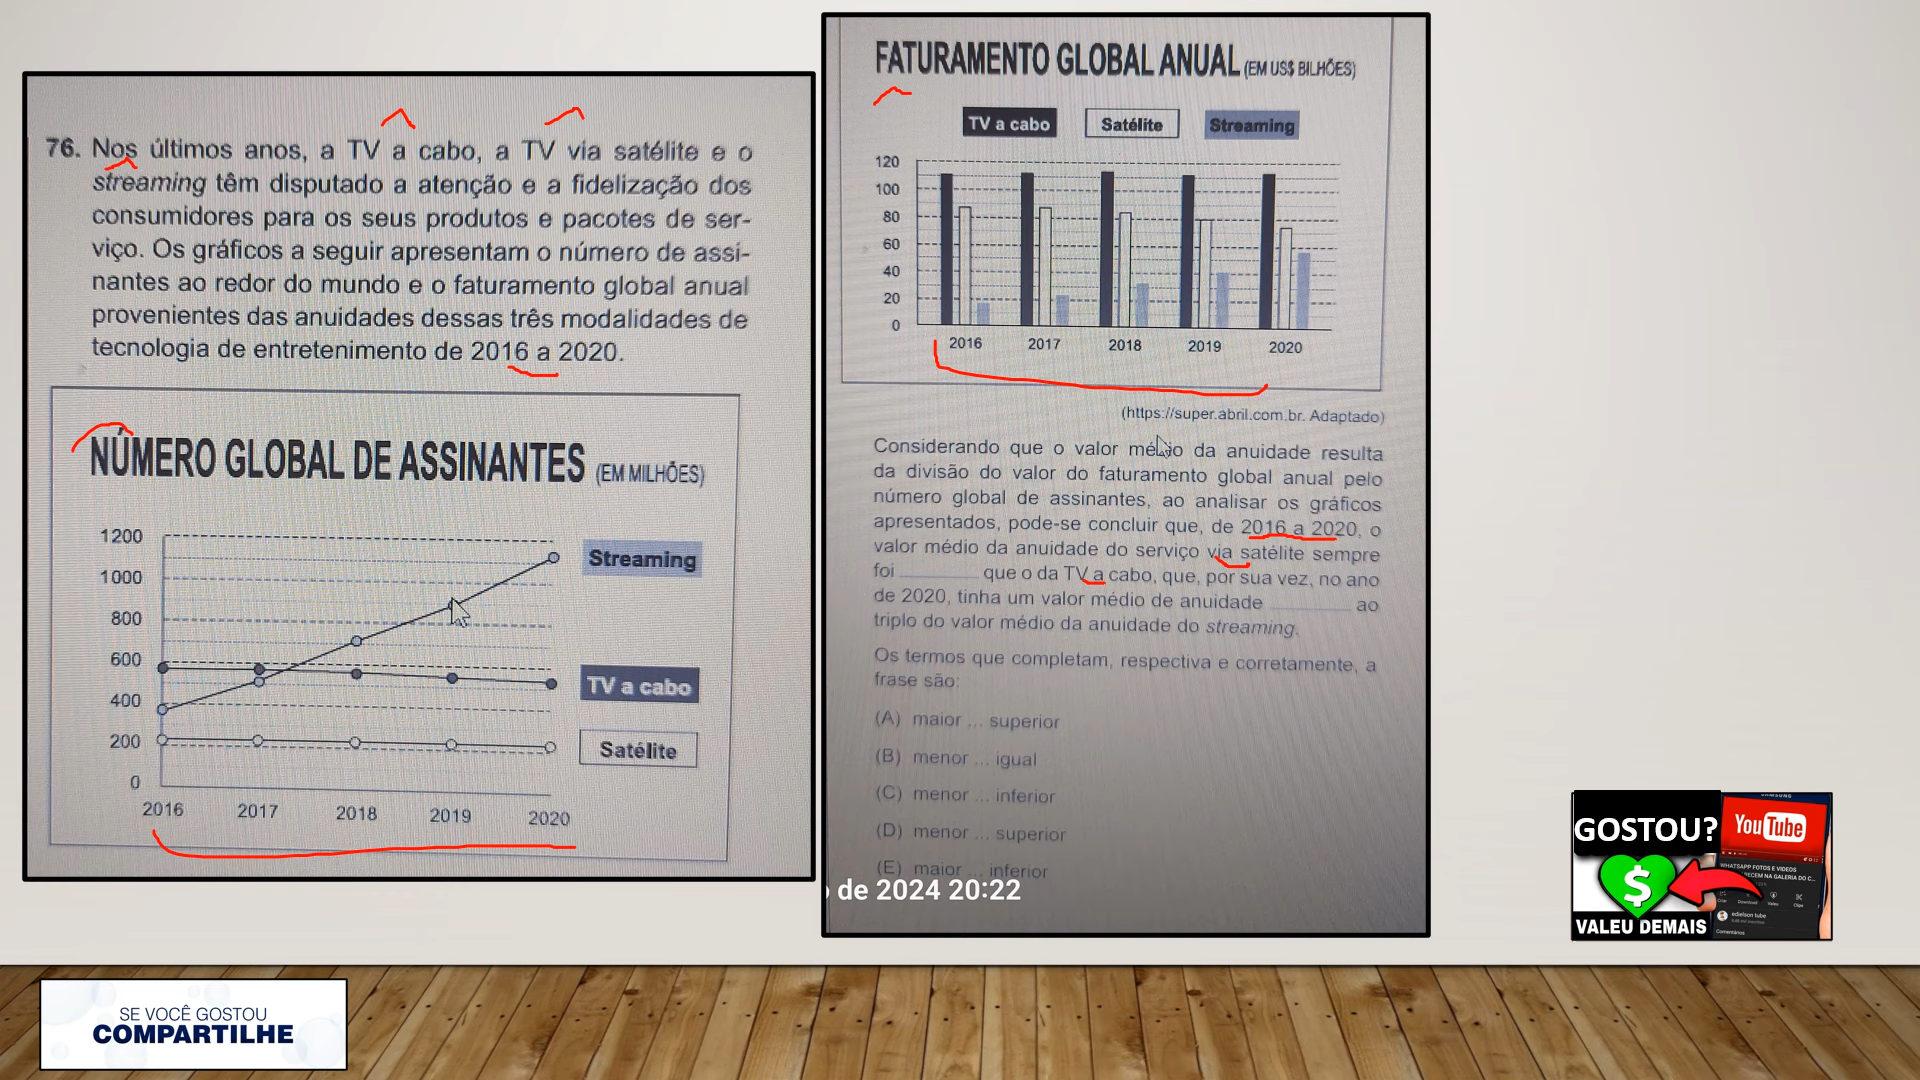 76. Nos últimos anos, a TV a cabo, a TV via satélite e o
streaming têm disputado a atenção e a fidelização dos
consumidores para os seus produtos e pacotes de ser-
viço. Os gráficos a seguir apresentam o número de assi-
nantes ao redor do mundo e o faturamento global anual
provenientes das anuidades dessas três modalidades de
tecnologia de entretenimento de 2016 a 2020.
NÚMERO GLOBAL DE ASSINANTES (EM MILHÕES)
1200
1000
800
600
400
200
0
Streaming
TV a cabo
Satélite
2016 2017 2018 2019 2020
FATURAMENTO GLOBAL ANUAL (EM US$ BILHÕES)
TV a cabo Satélite Streaming
120
100
80
60
40
20
0
2016 2017 2018 2019 2020
(https://super.abril.com.br. Adaptado)
Considerando que o valor médio da anuidade resulta
da divisão do valor do faturamento global anual pelo
número global de assinantes, ao analisar os gráficos
apresentados, pode-se concluir que, de 2016 a 2020, o
valor médio da anuidade do serviço via satélite sempre
foi ________ que o da TV a cabo, que, por sua vez, no ano
de 2020, tinha um valor médio de anuidade ________ ao
triplo do valor médio da anuidade do streaming.
Os termos que completam, respectiva e corretamente, a
frase são:
(A) maior ... superior
(B) menor ... igual
(C) menor ... inferior
(D) menor ... superior
(E) maior ... inferior
de 2024 20:22
GOSTOU?
YouTube
WHATSAPP FOTOS E VIDEOS
edielson tube
Comentários
$
VALEU DEMAIS
SE VOCÊ GOSTOU
COMPARTILHE